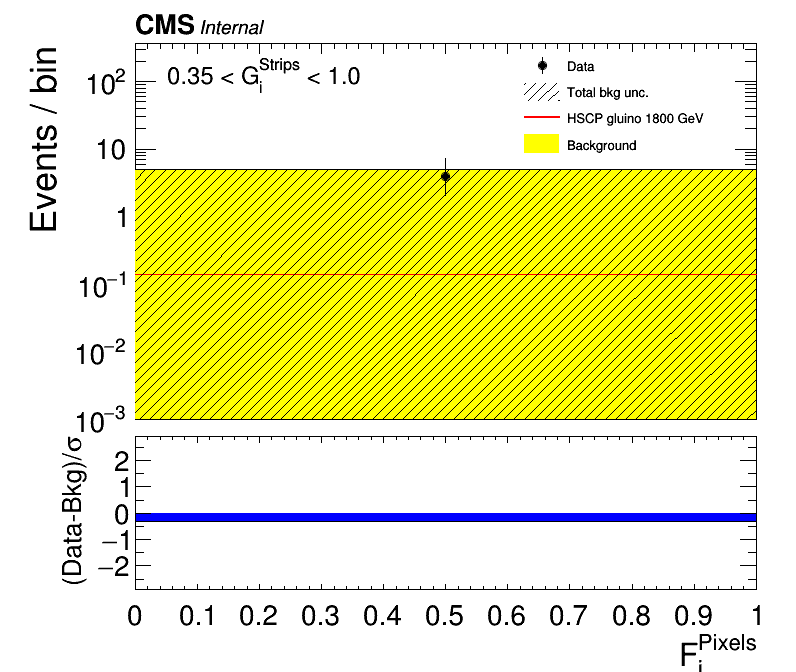 CMS Internal
Events / bin
0.35 < G_i^Strips < 1.0
Data
Total bkg unc.
HSCP gluino 1800 GeV
Background
10^2
10
1
10^−1
10^−2
10^−3
(Data-Bkg)/σ
2
1
0
−1
−2
0 0.1 0.2 0.3 0.4 0.5 0.6 0.7 0.8 0.9 1
F_i^Pixels